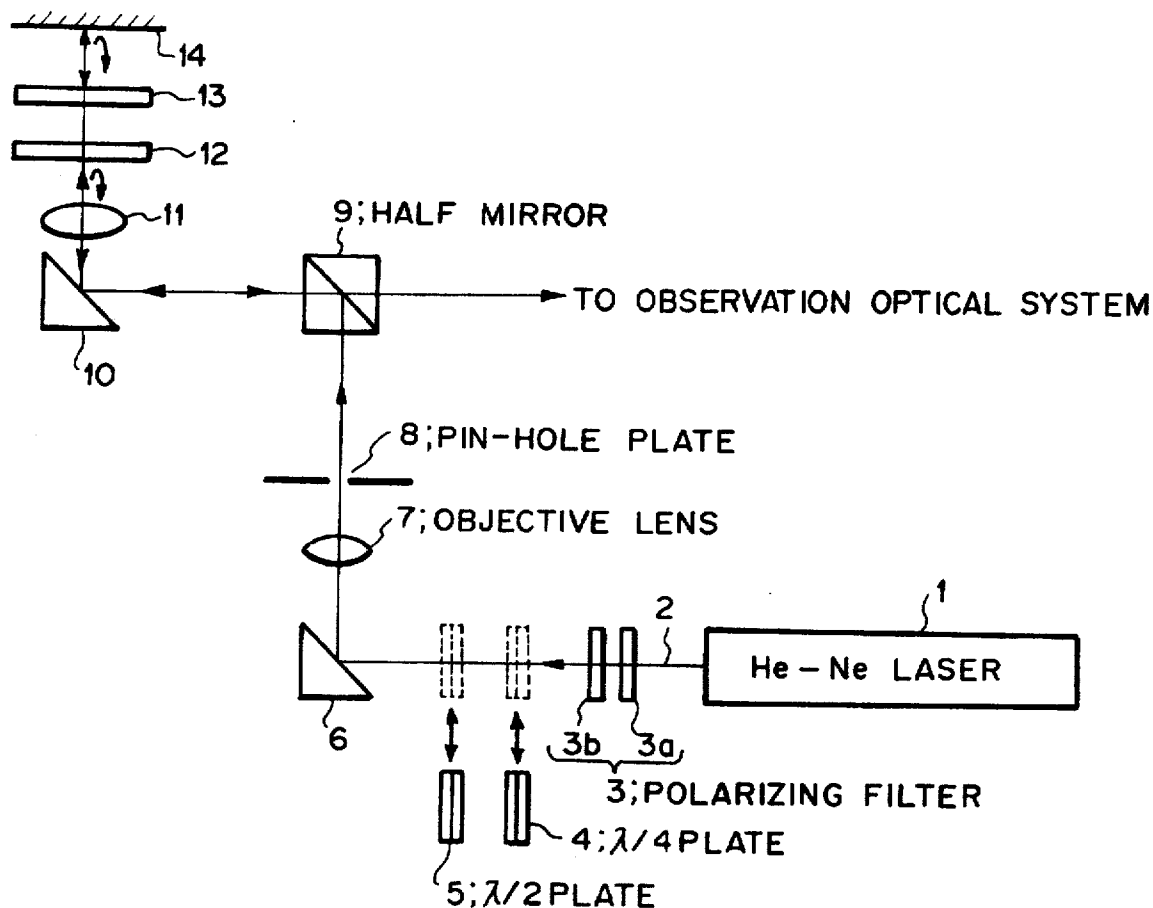 14
13
12
11
9;HALF MIRROR
TO OBSERVATION OPTICAL SYSTEM
10
8;PIN-HOLE PLATE
7;OBJECTIVE LENS
1
2
He-Ne LASER
6
3b 3a
3;POLARIZING FILTER
4;λ/4 PLATE
5;λ/2 PLATE